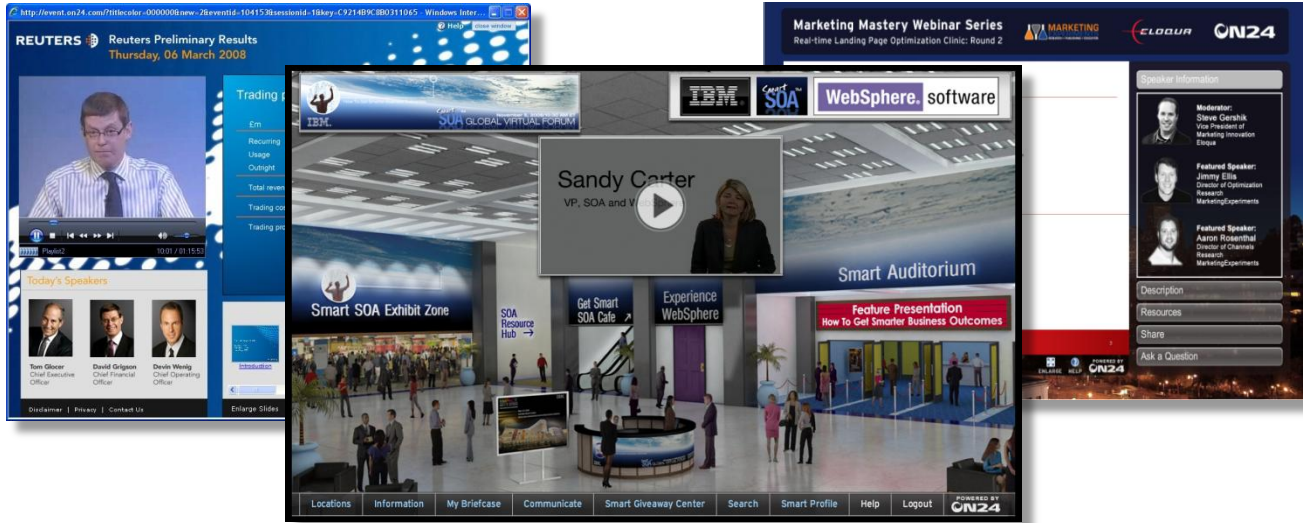 http://event.on24.com/?titlecolor=000000&new=2&eventid=104153&sessionid=1&key=C9214B9C8B0311065 - Windows Inter...
Help
close window
REUTERS
Reuters Preliminary Results
Thursday, 06 March 2008
Trading p
£m
Recurring
Usage
Outright
Total reven
Trading cos
Trading pro
Playlist2
10:01 / 01:15:53
Today's Speakers
Tom Glocer
Chief Executive Officer
David Grigson
Chief Financial Officer
Devin Wenig
Chief Operating Officer
Introduction
Disclaimer | Privacy | Contact Us
Enlarge Slides
IBM.
Smart
SOA GLOBAL VIRTUAL FORUM
IBM.
Smart
SOA
WebSphere. software
Sandy Carter
VP, SOA and WebSphere
Smart SOA Exhibit Zone
SOA
Resource
Hub →
Get Smart
SOA Cafe ↗
Experience
WebSphere
Smart Auditorium
Feature Presentation
How To Get Smarter Business Outcomes
IBM
Locations
Information
My Briefcase
Communicate
Smart Giveaway Center
Search
Smart Profile
Help
Logout
POWERED BY
ON24
Marketing Mastery Webinar Series
Real-time Landing Page Optimization Clinic: Round 2
MARKETING
ELOQUA
ON24
Speaker Information
Moderator:
Steve Gershik
Vice President of
Marketing Innovation
Eloqua
Featured Speaker:
Jimmy Ellis
Director of Optimization
Research
MarketingExperiments
Featured Speaker:
Aaron Rosenthal
Director of Channels
Research
MarketingExperiments
Description
Resources
Share
Ask a Question
ENLARGE
HELP
POWERED BY
ON24